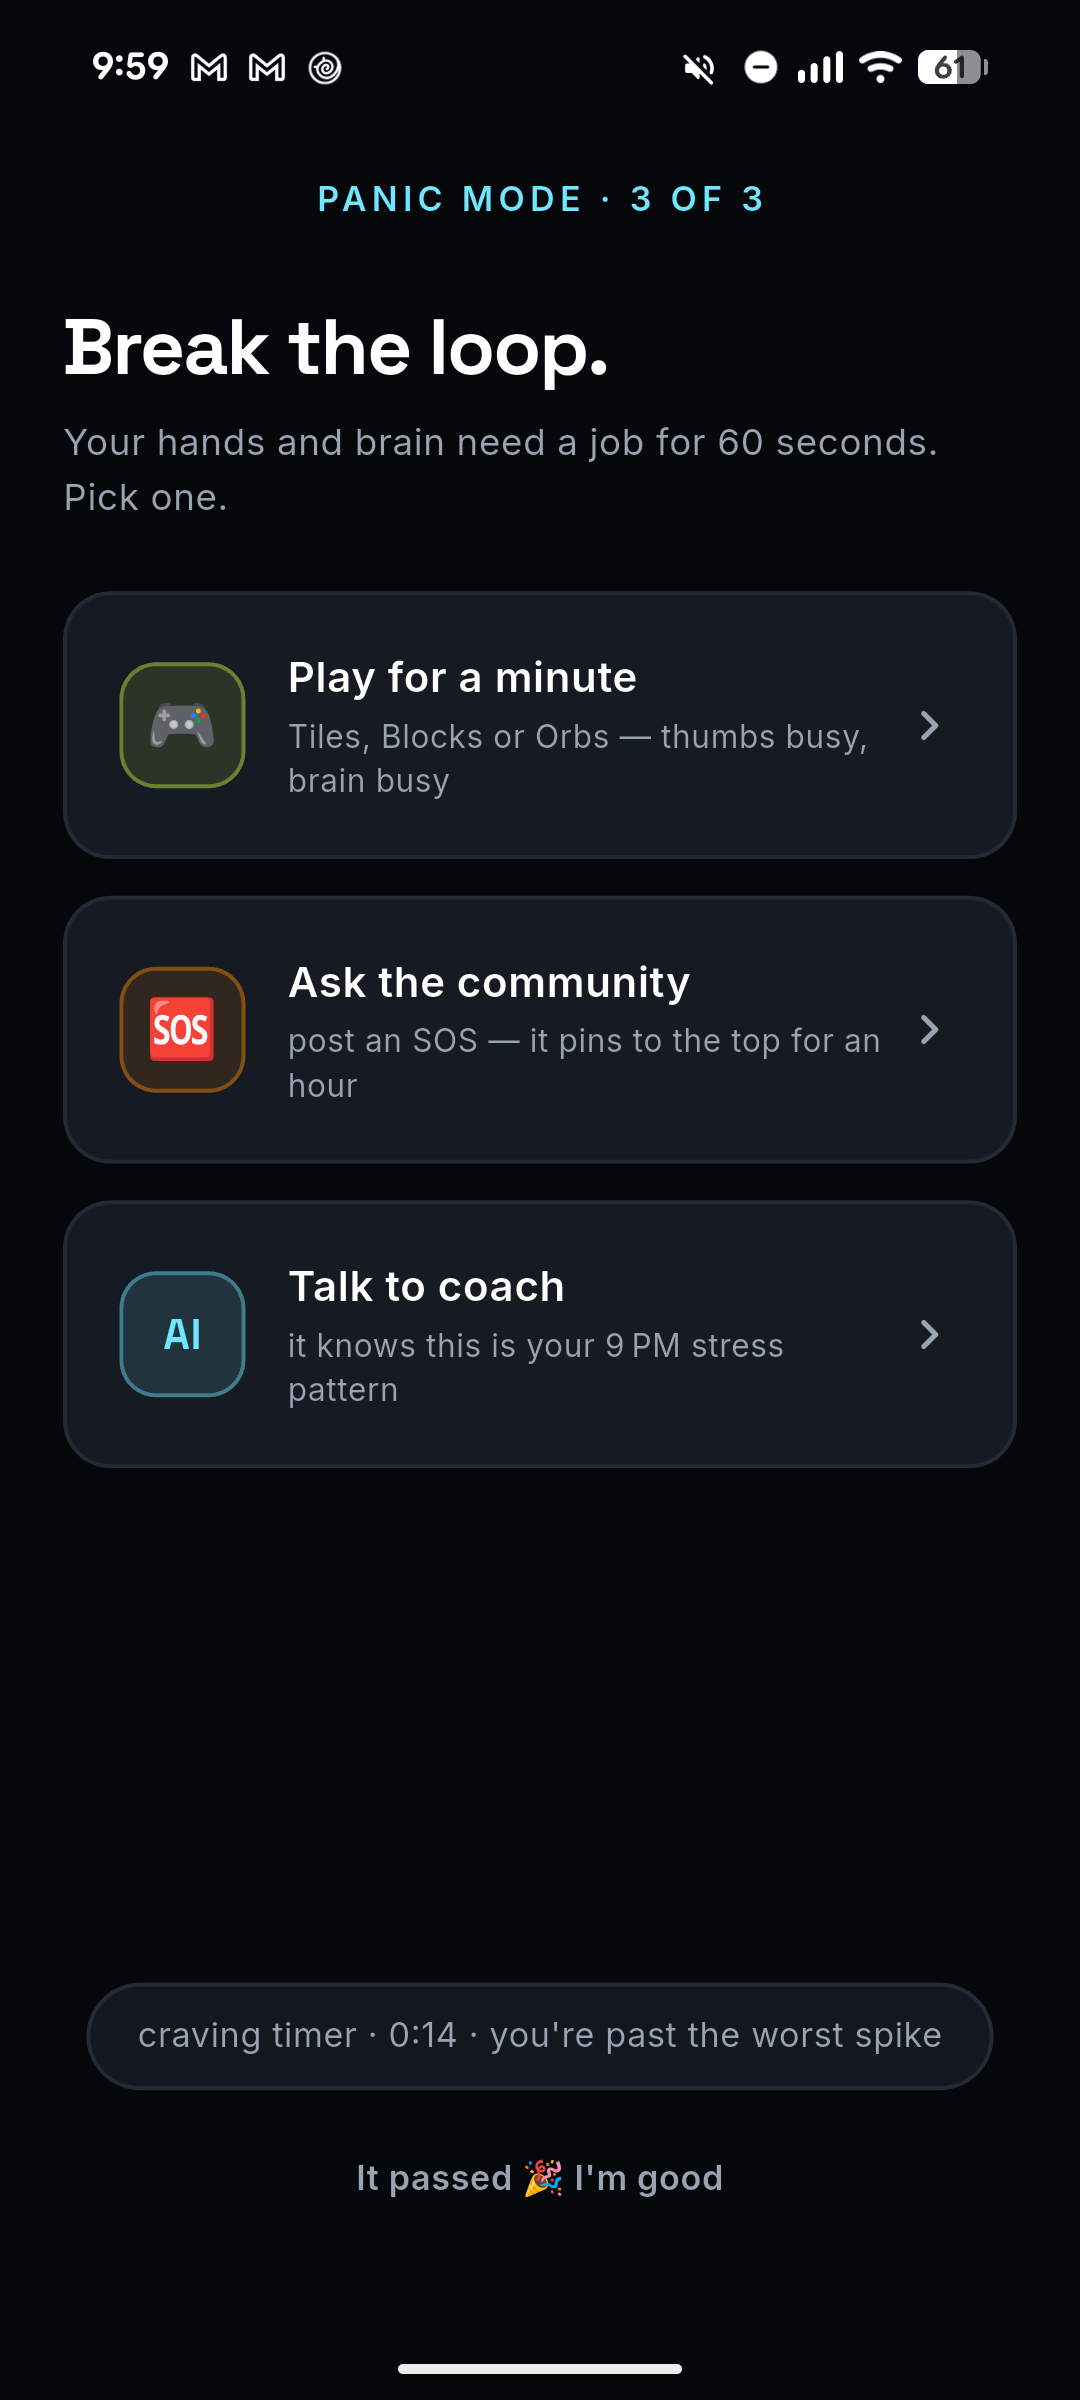 9:59
61
PANIC MODE · 3 OF 3
Break the loop.
Your hands and brain need a job for 60 seconds.
Pick one.
Play for a minute
Tiles, Blocks or Orbs — thumbs busy,
brain busy
SOS
Ask the community
post an SOS — it pins to the top for an
hour
AI
Talk to coach
it knows this is your 9 PM stress
pattern
craving timer · 0:14 · you're past the worst spike
It passed 🎉 I'm good